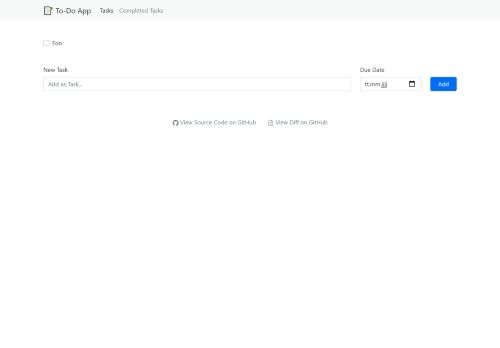 To-Do App Tasks Completed Tasks
Foo
New Task Due Date
Add as Task.. tt.mm.jjjj Add
View Source Code on GitHub View Diff on GitHub